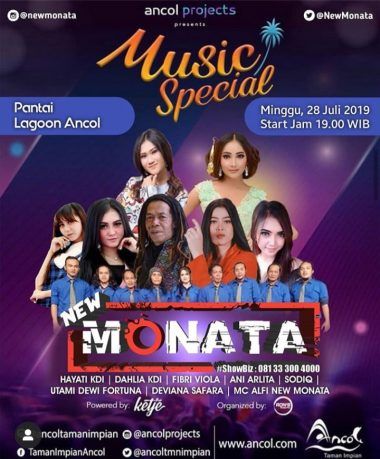 ancol projects
presents
@newmonata
@NewMonata
Music
Special
Pantai
Lagoon Ancol
Minggu, 28 Juli 2019
Start Jam 19.00 WIB
NEW
MONATA
#ShowBiz: 081 33 300 4000
HAYATI KDI | DAHLIA KDI | FIBRI VIOLA | ANI ARLITA | SODIQ |
UTAMI DEWI FORTUNA | DEVIANA SAFARA | MC ALFI NEW MONATA
Powered by: ketje
Organized by:
ncoltamanimpian
@ancolprojects
TamanImpianAncol
@ancoltmnimpian
www.ancol.com
Ancol
Taman Impian